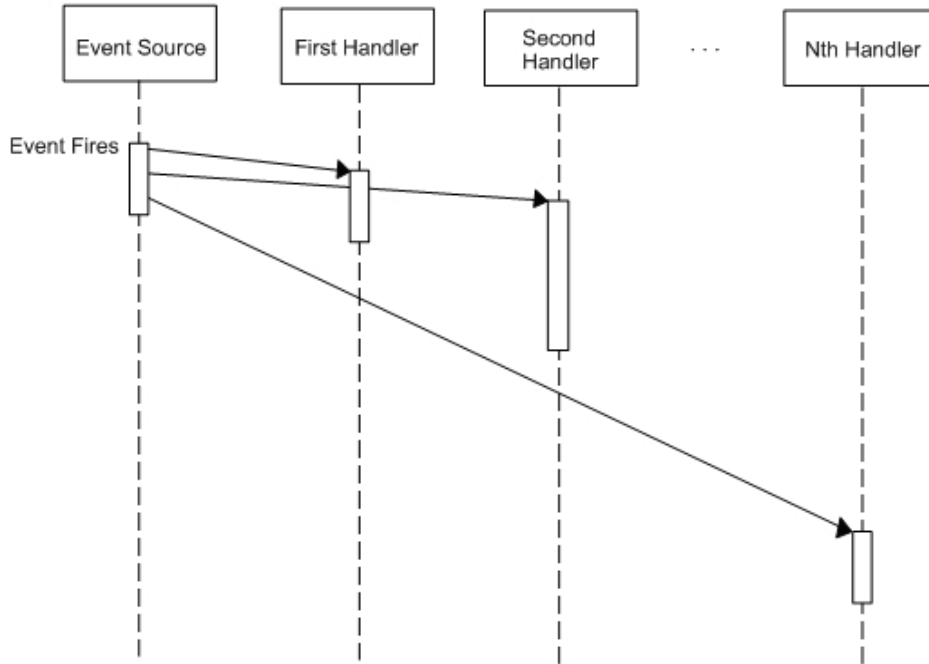 Event Source
First Handler
Second
Handler
. . .
Nth Handler
Event Fires